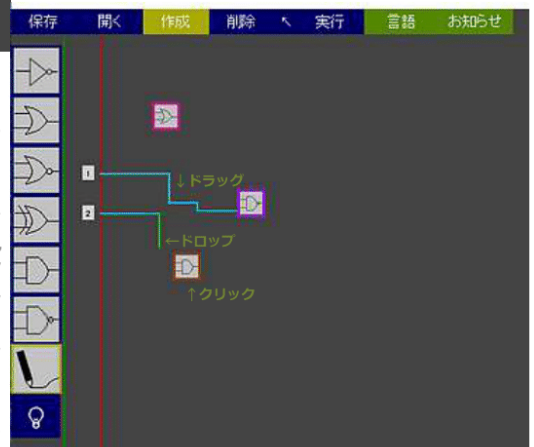 保存 開く 作成 削除 ↖ 実行 言語 お知らせ
1
↓ドラッグ
2
←ドロップ
↑クリック